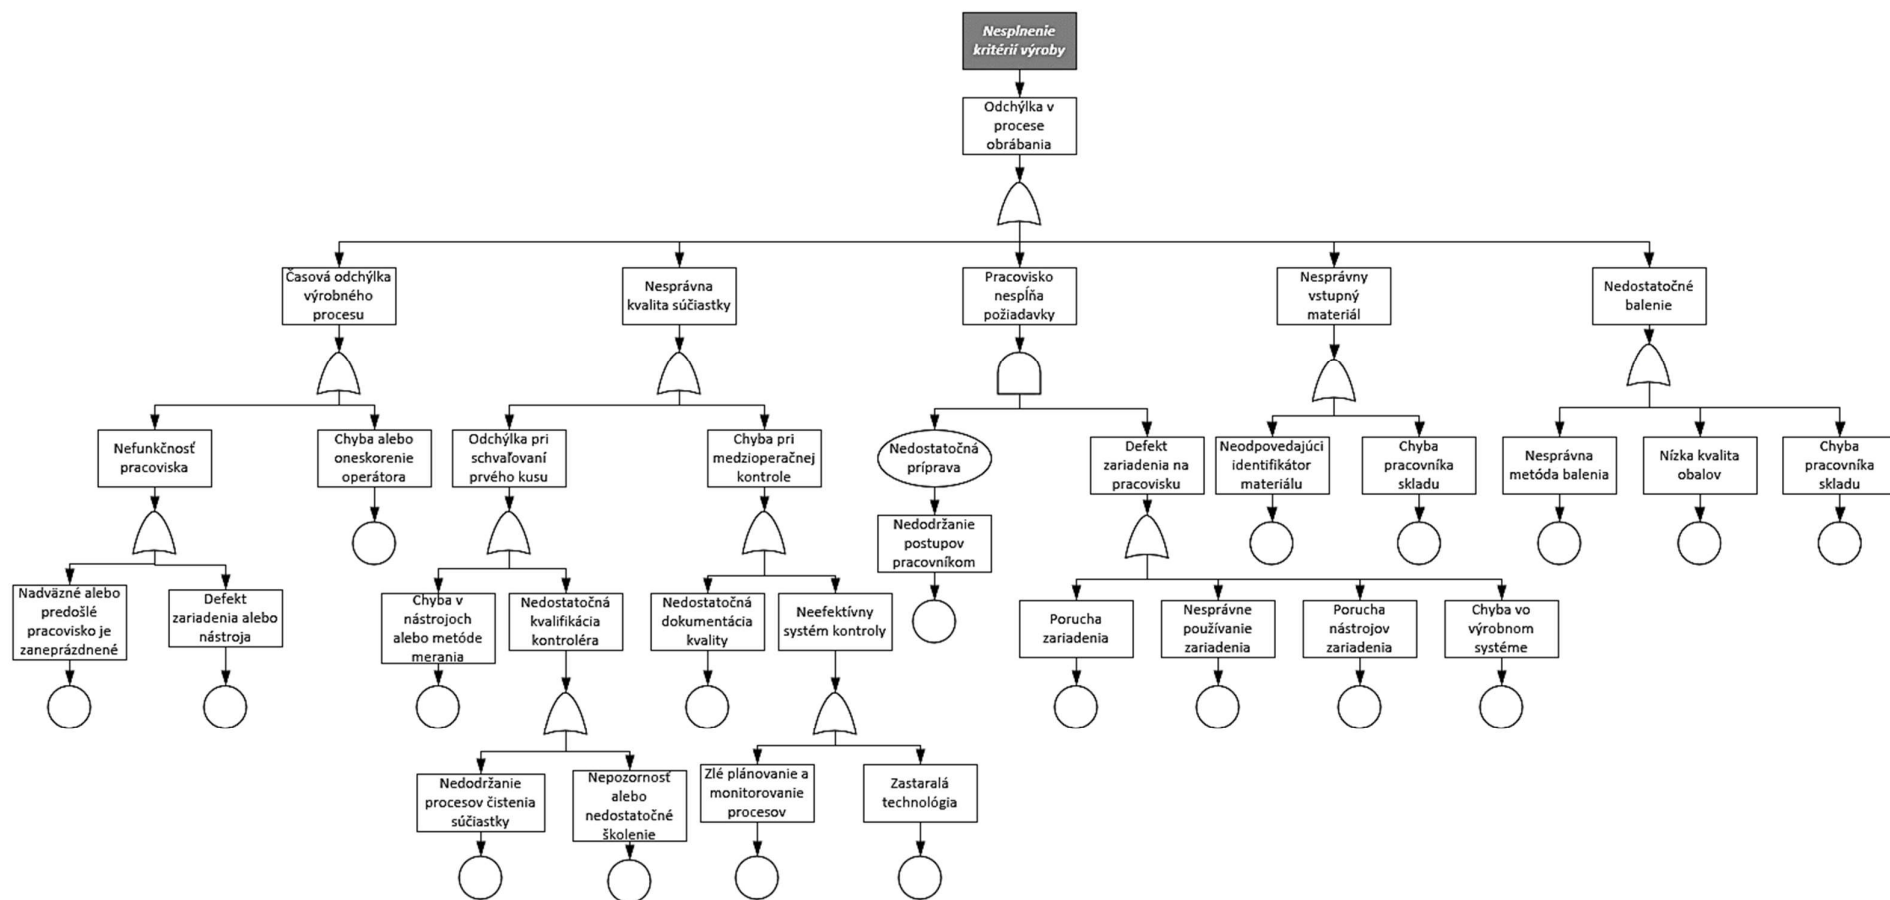 Nesplnenie
kritérií výroby
Odchýlka v
procese
obrábania
Časová odchýlka
výrobného
procesu
Nesprávna
kvalita súčiastky
Pracovisko
nespĺňa
požiadavky
Nesprávny
vstupný
materiál
Nedostatočné
balenie
Nefunkčnosť
pracoviska
Chyba alebo
oneskorenie
operátora
Odchýlka pri
schvaľovaní
prvého kusu
Chyba pri
medzioperačnej
kontrole
Nedostatočná
príprava
Defekt
zariadenia na
pracovisku
Neodpovedajúci
identifikátor
materiálu
Chyba
pracovníka
skladu
Nesprávna
metóda balenia
Nízka kvalita
obalov
Chyba
pracovníka
skladu
Nedodržanie
postupov
pracovníkom
Nadväzné alebo
predošlé
pracovisko je
zaneprázdnené
Defekt
zariadenia alebo
nástroja
Chyba v
nástrojoch
alebo metóde
merania
Nedostatočná
kvalifikácia
kontroléra
Nedostatočná
dokumentácia
kvality
Neefektívny
systém kontroly
Porucha
zariadenia
Nesprávne
používanie
zariadenia
Porucha
nástrojov
zariadenia
Chyba vo
výrobnom
systéme
Nedodržanie
procesov čistenia
súčiastky
Nepozornosť
alebo
nedostatočné
školenie
Zlé plánovanie a
monitorovanie
procesov
Zastaralá
technológia